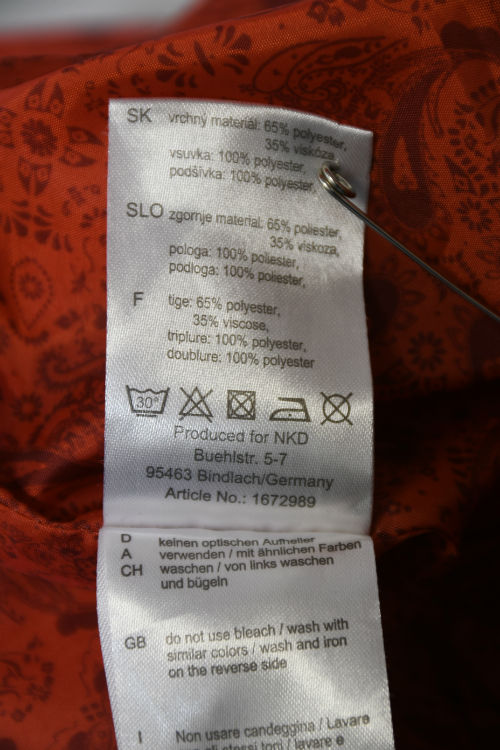 SK vrchný materiál: 65% polyester,
35% viskóza,
vsuvka: 100% polyester,
podšívka: 100% polyester,
SLO zgornje material: 65% poliester,
35% viskoza,
pologa: 100% poliester,
podloga: 100% poliester,
F tige: 65% polyester,
35% viscose,
triplure: 100% polyester,
doublure: 100% polyester
30°
Produced for NKD
Buehlstr. 5-7
95463 Bindlach/Germany
Article No.: 1672989
D keinen optischen Aufheller
A verwenden / mit ähnlichen Farben
CH waschen / von links waschen
und bügeln
GB do not use bleach / wash with
similar colors / wash and iron
on the reverse side
I Non usare candeggina / Lavare
stessi toni / lavare e